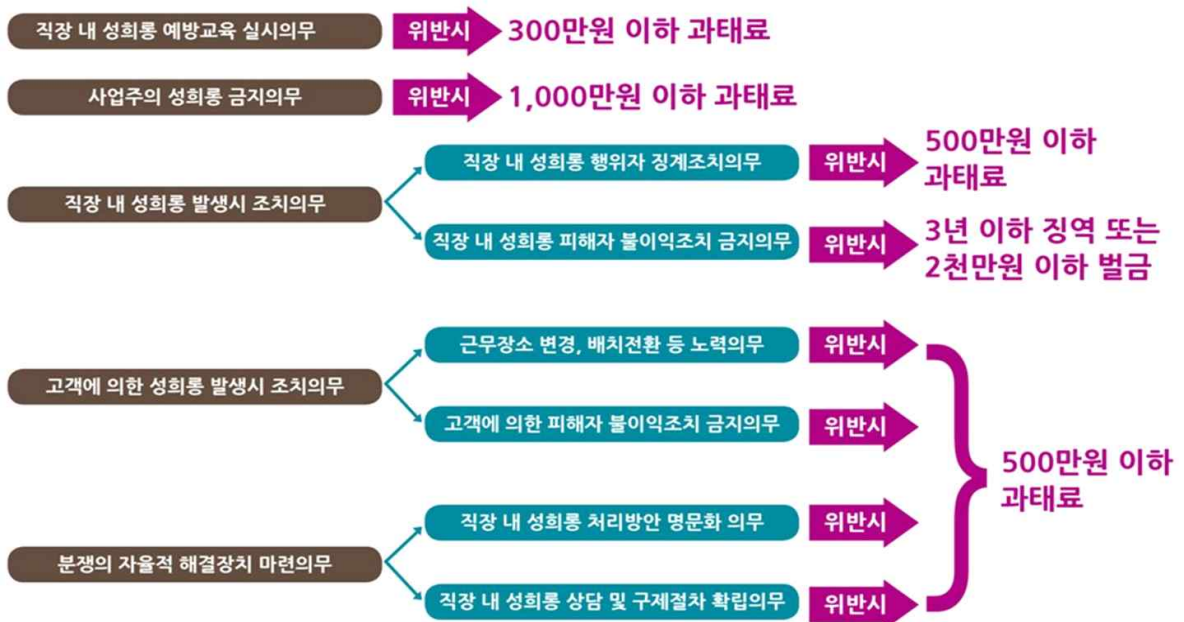 직장 내 성희롱 예방교육 실시의무
위반시
300만원 이하 과태료
사업주의 성희롱 금지의무
위반시
1,000만원 이하 과태료
직장 내 성희롱 발생시 조치의무
직장 내 성희롱 행위자 징계조치의무
위반시
500만원 이하
과태료
직장 내 성희롱 피해자 불이익조치 금지의무
위반시
3년 이하 징역 또는
2천만원 이하 벌금
고객에 의한 성희롱 발생시 조치의무
근무장소 변경, 배치전환 등 노력의무
위반시
고객에 의한 피해자 불이익조치 금지의무
위반시
분쟁의 자율적 해결장치 마련의무
직장 내 성희롱 처리방안 명문화 의무
위반시
직장 내 성희롱 상담 및 구제절차 확립의무
위반시
500만원 이하
과태료